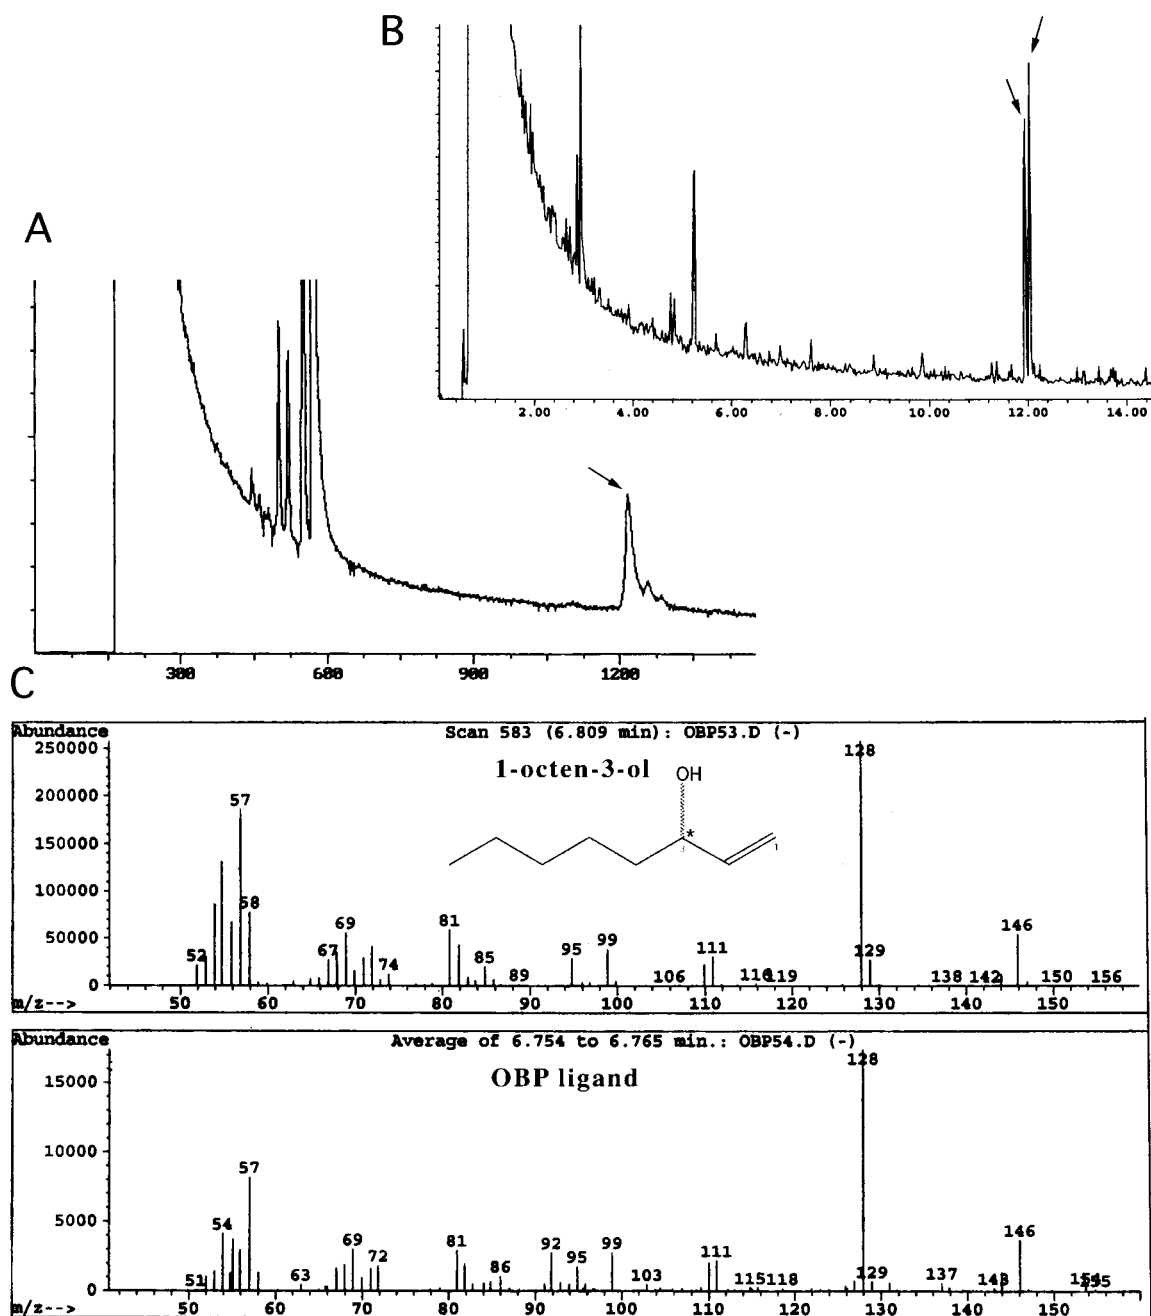 B
2.00 4.00 6.00 8.00 10.00 12.00 14.00
A
300 600 900 1200
C
Abundance Scan 583 (6.809 min): OBP53.D (-)
1-octen-3-ol
OH
*
3 1
250000
200000
150000
100000
50000
0
52 57 58 67 69 74 81 85 89 95 99 106 111 116 119 128 129 138 142 146 150 156
m/z--> 50 60 70 80 90 100 110 120 130 140 150
Abundance Average of 6.754 to 6.765 min.: OBP54.D (-)
OBP ligand
15000
10000
5000
0
51 54 57 63 69 72 81 86 92 95 99 103 111 115 118 128 129 137 143 146
m/z--> 50 60 70 80 90 100 110 120 130 140 150